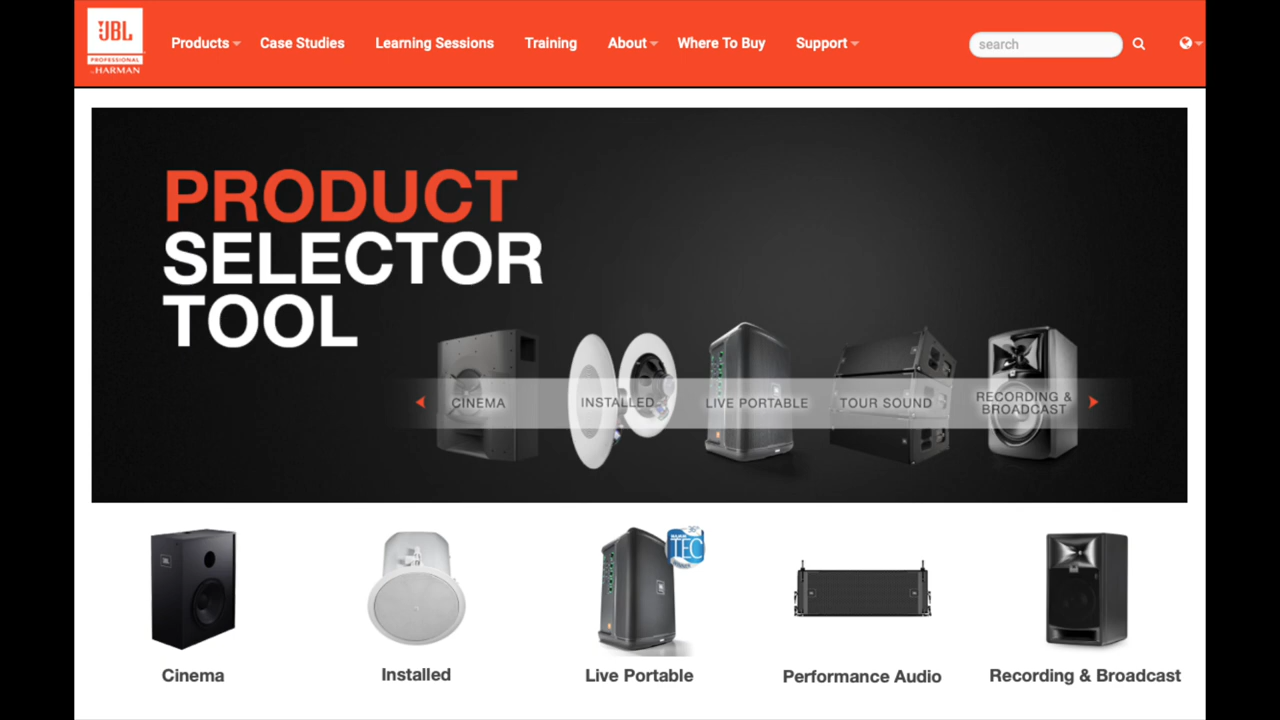 JBL
PROFESSIONAL
by HARMAN
Products
Case Studies
Learning Sessions
Training
About
Where To Buy
Support
search
PRODUCT
SELECTOR
TOOL
CINEMA
INSTALLED
LIVE PORTABLE
TOUR SOUND
RECORDING &
BROADCAST
TEC
Cinema
Installed
Live Portable
Performance Audio
Recording & Broadcast